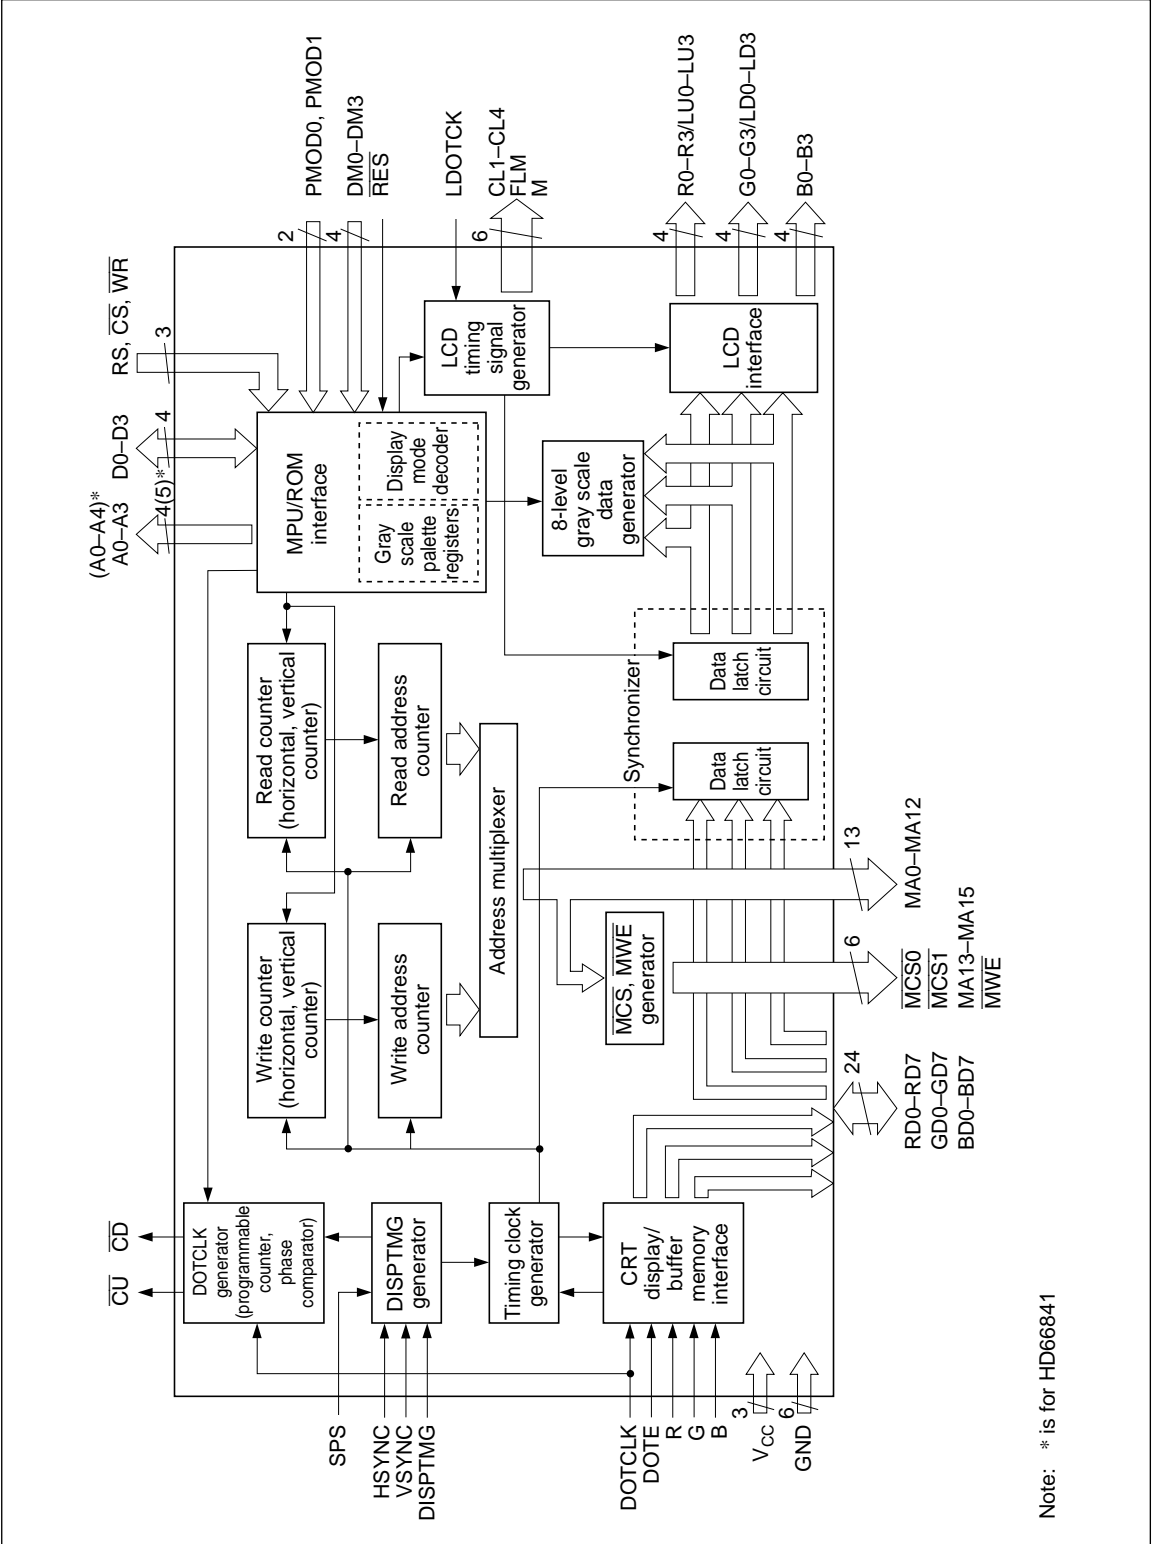 (A0–A4)*
A0–A3
D0–D3
RS, CS, WR
4(5)*
4
3
CU
CD
DOTCLK
generator
(programmable
counter,
phase
comparator)
Write counter
(horizontal, vertical
counter)
Read counter
(horizontal, vertical
counter)
MPU/ROM
interface
Gray
scale
palette
registers
Display
mode
decoder
2
PMOD0, PMOD1
4
DM0–DM3
RES
SPS
HSYNC
VSYNC
DISPTMG
DISPTMG
generator
Write address
counter
Read address
counter
LCD
timing
signal
generator
LDOTCK
6
CL1–CL4
FLM
M
Timing clock
generator
Address multiplexer
8-level
gray scale
data
generator
DOTCLK
DOTE
R
G
B
CRT
display/
buffer
memory
interface
MCS, MWE
generator
Synchronizer
Data
latch
circuit
Data
latch
circuit
LCD
interface
4
R0–R3/LU0–LU3
4
G0–G3/LD0–LD3
4
B0–B3
3
VCC
6
GND
24
RD0–RD7
GD0–GD7
BD0–BD7
6
MCS0
MCS1
MA13–MA15
MWE
13
MA0–MA12
Note: * is for HD66841